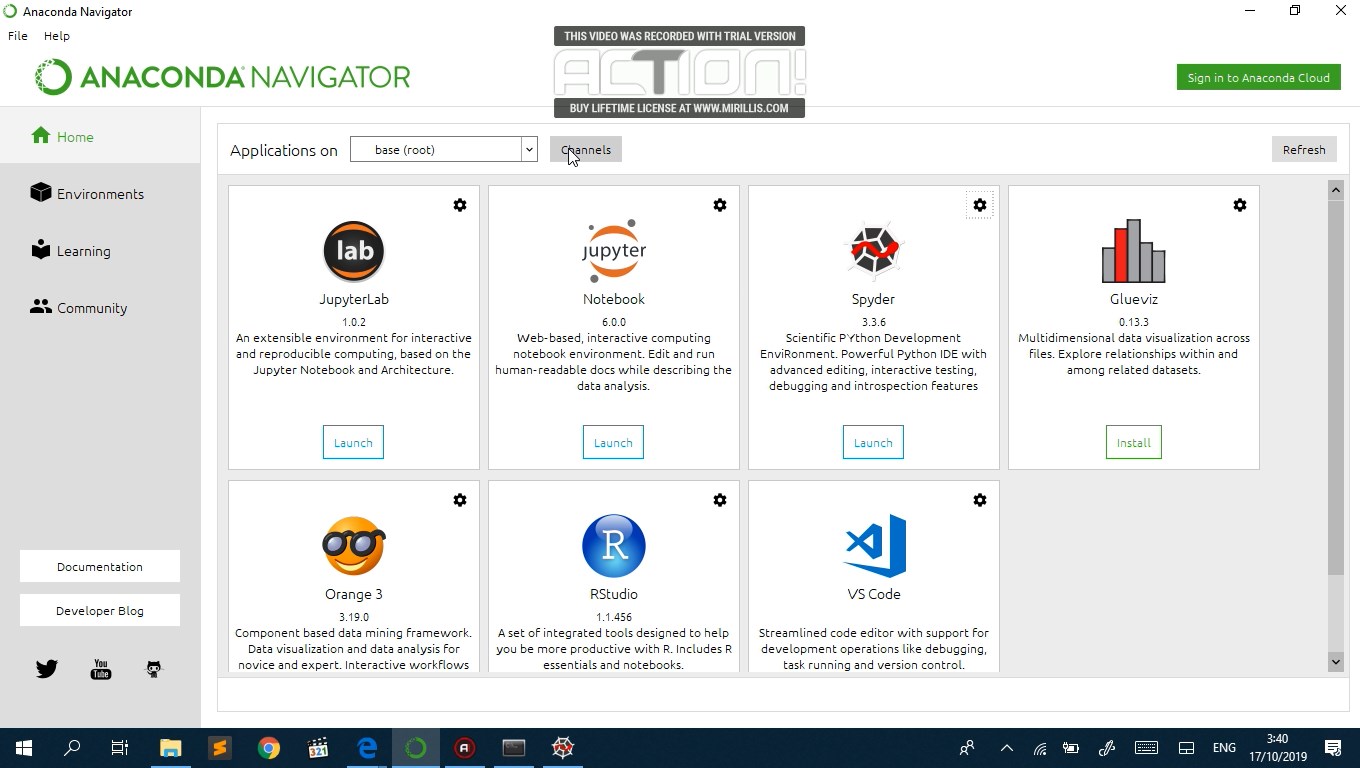 Anaconda Navigator
File Help
THIS VIDEO WAS RECORDED WITH TRIAL VERSION
ACTION!
BUY LIFETIME LICENSE AT WWW.MIRILLIS.COM
ANACONDA NAVIGATOR
Sign in to Anaconda Cloud
Home
Environments
Learning
Community
Documentation
Developer Blog
You
Tube
Applications on
base (root)
Channels
Refresh
lab
JupyterLab
1.0.2
An extensible environment for interactive
and reproducible computing, based on the
Jupyter Notebook and Architecture.
Launch
jupyter
Notebook
6.0.0
Web-based, interactive computing
notebook environment. Edit and run
human-readable docs while describing the
data analysis.
Launch
Spyder
3.3.6
Scientific PYthon Development
EnviRonment. Powerful Python IDE with
advanced editing, interactive testing,
debugging and introspection features
Launch
Glueviz
0.13.3
Multidimensional data visualization across
files. Explore relationships within and
among related datasets.
Install
Orange 3
3.19.0
Component based data mining framework.
Data visualization and data analysis for
novice and expert. Interactive workflows
R
RStudio
1.1.456
A set of integrated tools designed to help
you be more productive with R. Includes R
essentials and notebooks.
VS Code
Streamlined code editor with support for
development operations like debugging,
task running and version control.
321
ENG
3:40
17/10/2019